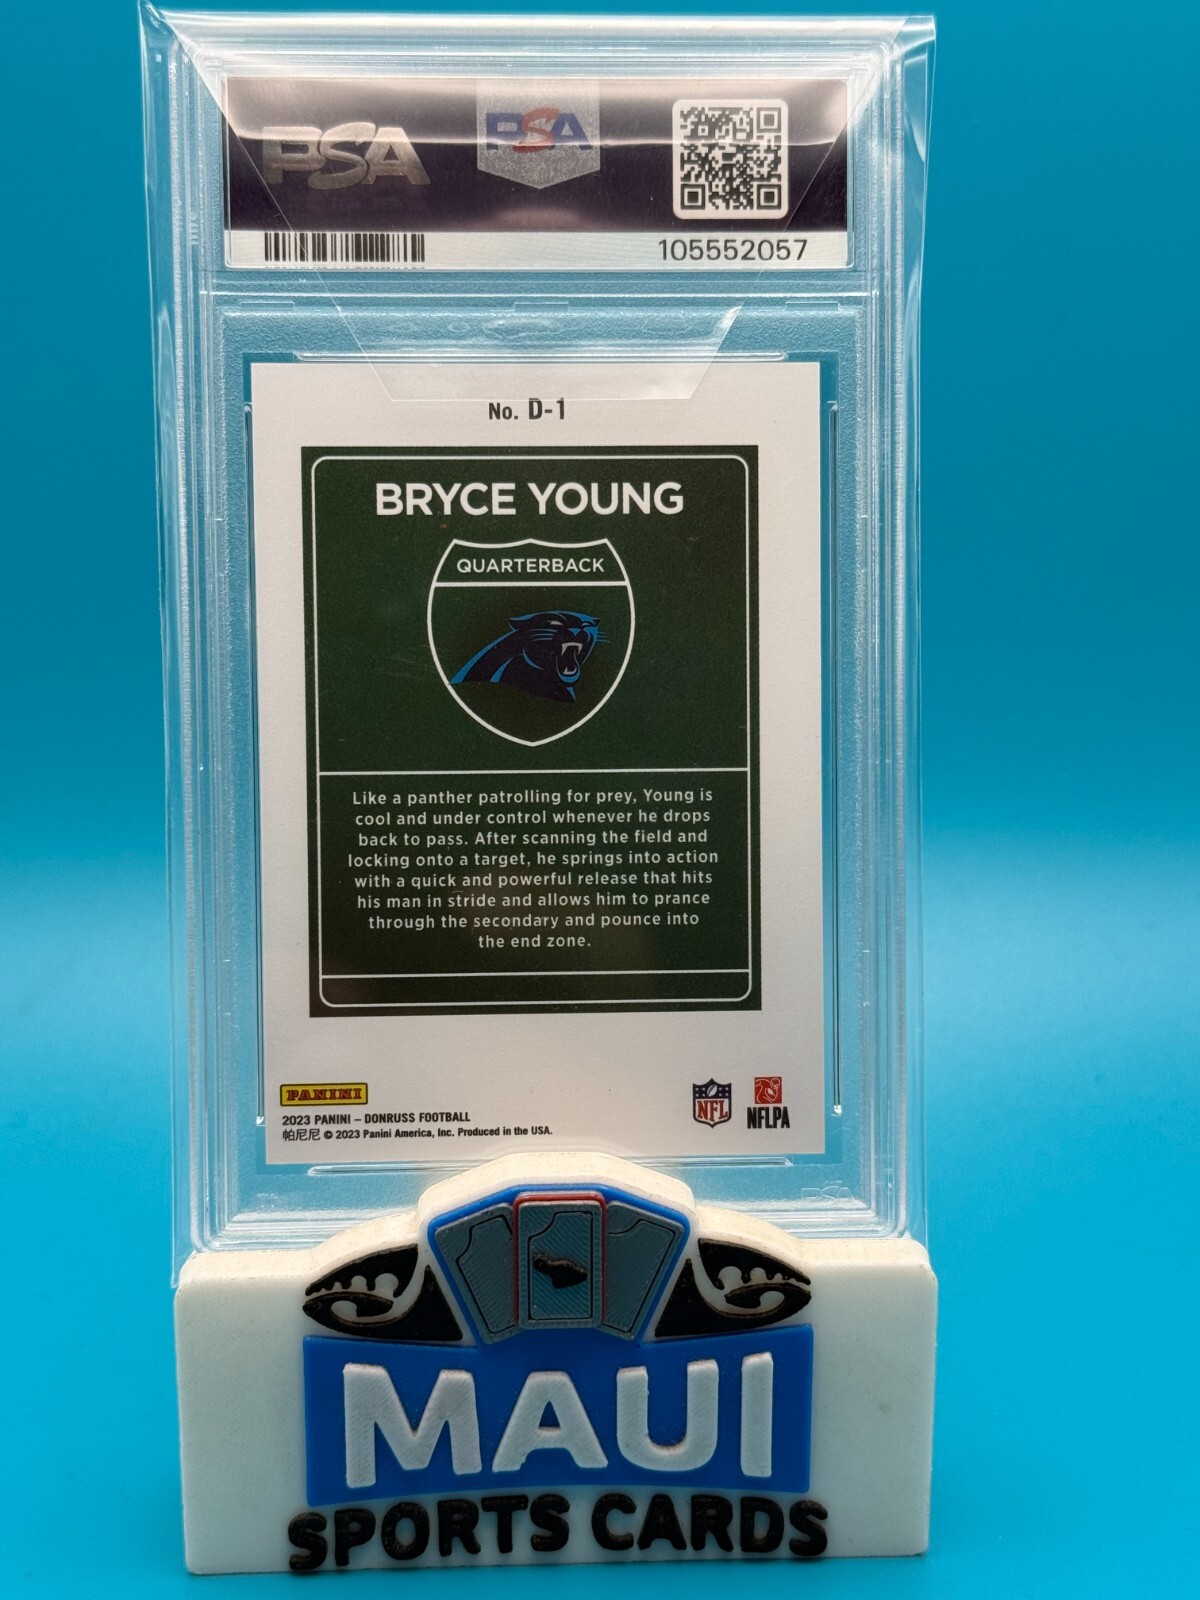 PSA
PSA
105552057
No. D-1
BRYCE YOUNG
QUARTERBACK
Like a panther patrolling for prey, Young is
cool and under control whenever he drops
back to pass. After scanning the field and
locking onto a target, he springs into action
with a quick and powerful release that hits
his man in stride and allows him to prance
through the secondary and pounce into
the end zone.
PANINI
2023 PANINI – DONRUSS FOOTBALL
帕尼尼 © 2023 Panini America, Inc. Produced in the USA.
NFL
NFLPA
PSA
MAUI
SPORTS CARDS